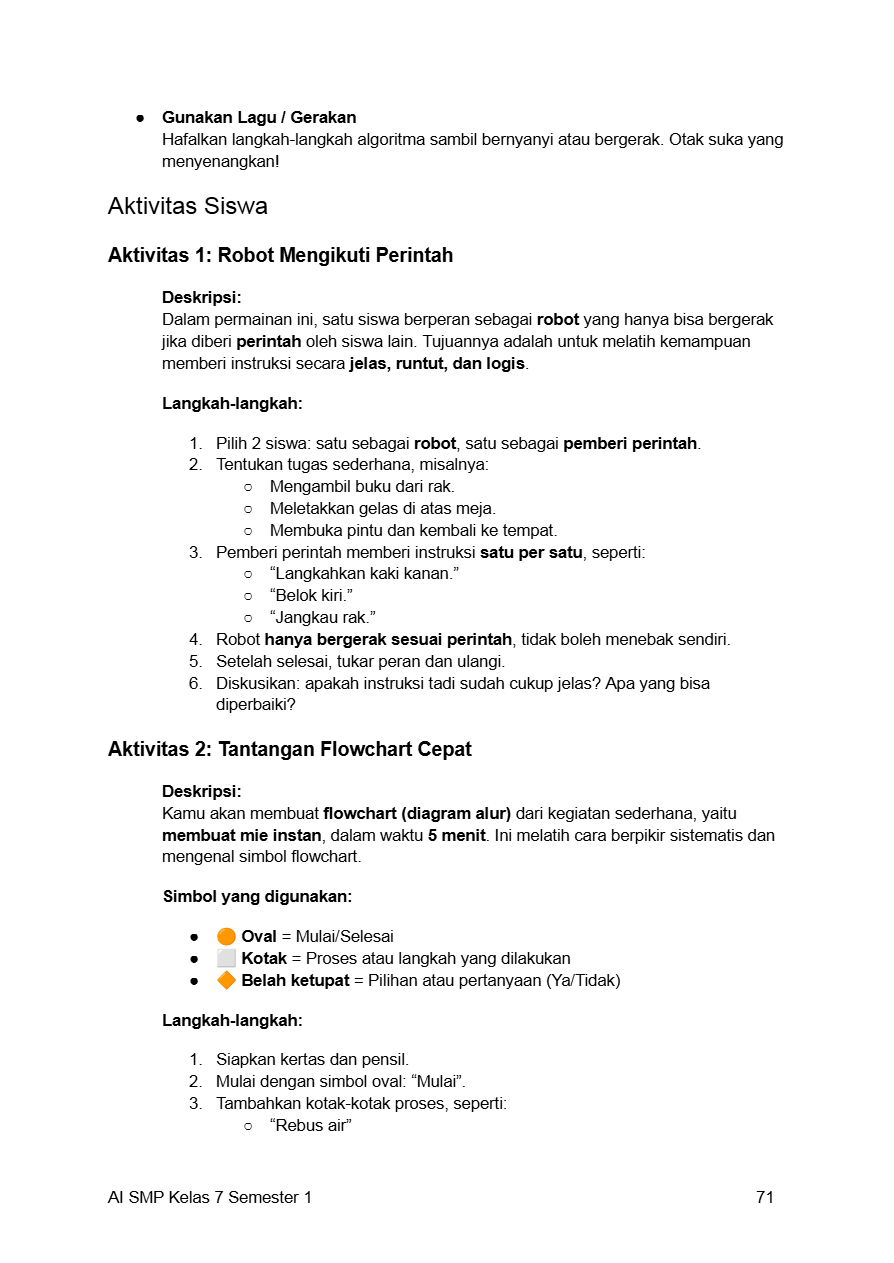 ● Gunakan Lagu / Gerakan
Hafalkan langkah-langkah algoritma sambil bernyanyi atau bergerak. Otak suka yang
menyenangkan!
Aktivitas Siswa
Aktivitas 1: Robot Mengikuti Perintah
Deskripsi:
Dalam permainan ini, satu siswa berperan sebagai robot yang hanya bisa bergerak
jika diberi perintah oleh siswa lain. Tujuannya adalah untuk melatih kemampuan
memberi instruksi secara jelas, runtut, dan logis.
Langkah-langkah:
1. Pilih 2 siswa: satu sebagai robot, satu sebagai pemberi perintah.
2. Tentukan tugas sederhana, misalnya:
○ Mengambil buku dari rak.
○ Meletakkan gelas di atas meja.
○ Membuka pintu dan kembali ke tempat.
3. Pemberi perintah memberi instruksi satu per satu, seperti:
○ “Langkahkan kaki kanan.”
○ “Belok kiri.”
○ “Jangkau rak.”
4. Robot hanya bergerak sesuai perintah, tidak boleh menebak sendiri.
5. Setelah selesai, tukar peran dan ulangi.
6. Diskusikan: apakah instruksi tadi sudah cukup jelas? Apa yang bisa
diperbaiki?
Aktivitas 2: Tantangan Flowchart Cepat
Deskripsi:
Kamu akan membuat flowchart (diagram alur) dari kegiatan sederhana, yaitu
membuat mie instan, dalam waktu 5 menit. Ini melatih cara berpikir sistematis dan
mengenal simbol flowchart.
Simbol yang digunakan:
● 🟠 Oval = Mulai/Selesai
● ⬜ Kotak = Proses atau langkah yang dilakukan
● 🔶 Belah ketupat = Pilihan atau pertanyaan (Ya/Tidak)
Langkah-langkah:
1. Siapkan kertas dan pensil.
2. Mulai dengan simbol oval: “Mulai”.
3. Tambahkan kotak-kotak proses, seperti:
○ “Rebus air”
AI SMP Kelas 7 Semester 1 71